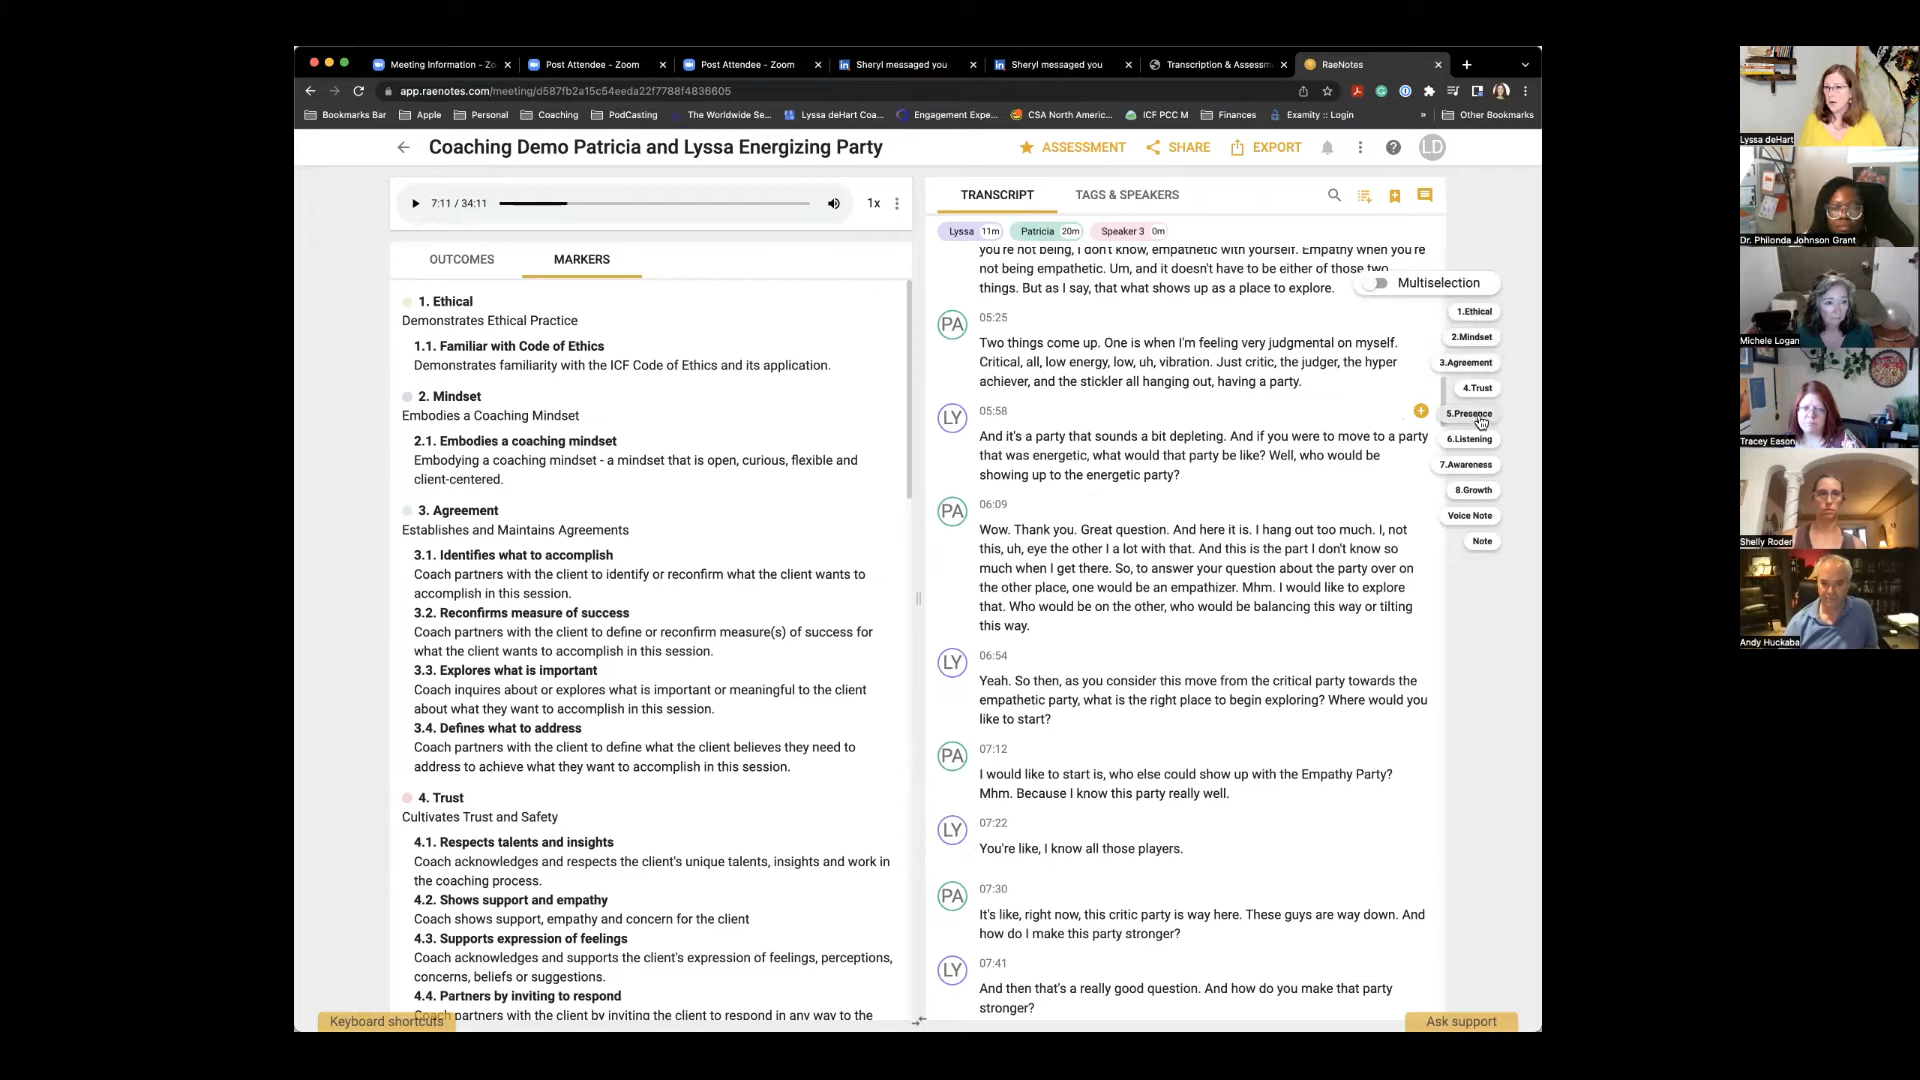 Meeting Information - Zo
Post Attendee - Zoom
Post Attendee - Zoom
Sheryl messaged you
Sheryl messaged you
Transcription & Assessm
RaeNotes
app.raenotes.com/meeting/d587fb2a15c54eeda22f7788f4836605
Bookmarks Bar
Apple
Personal
Coaching
PodCasting
The Worldwide Se...
Lyssa deHart Coa...
Engagement Expe...
CSA North Americ...
ICF PCC M
Finances
Examity :: Login
»
Other Bookmarks
Coaching Demo Patricia and Lyssa Energizing Party
ASSESSMENT
SHARE
EXPORT
LD
7:11 / 34:11
1x
OUTCOMES
MARKERS
1. Ethical
Demonstrates Ethical Practice
1.1. Familiar with Code of Ethics
Demonstrates familiarity with the ICF Code of Ethics and its application.
2. Mindset
Embodies a Coaching Mindset
2.1. Embodies a coaching mindset
Embodying a coaching mindset - a mindset that is open, curious, flexible and
client-centered.
3. Agreement
Establishes and Maintains Agreements
3.1. Identifies what to accomplish
Coach partners with the client to identify or reconfirm what the client wants to
accomplish in this session.
3.2. Reconfirms measure of success
Coach partners with the client to define or reconfirm measure(s) of success for
what the client wants to accomplish in this session.
3.3. Explores what is important
Coach inquires about or explores what is important or meaningful to the client
about what they want to accomplish in this session.
3.4. Defines what to address
Coach partners with the client to define what the client believes they need to
address to achieve what they want to accomplish in this session.
4. Trust
Cultivates Trust and Safety
4.1. Respects talents and insights
Coach acknowledges and respects the client's unique talents, insights and work in
the coaching process.
4.2. Shows support and empathy
Coach shows support, empathy and concern for the client
4.3. Supports expression of feelings
Coach acknowledges and supports the client's expression of feelings, perceptions,
concerns, beliefs or suggestions.
4.4. Partners by inviting to respond
Coach partners with the client by inviting the client to respond in any way to the
Keyboard shortcuts
TRANSCRIPT
TAGS & SPEAKERS
Lyssa 11m
Patricia 20m
Speaker 3 0m
you're not being, I don't know, empathetic with yourself. Empathy when you're
not being empathetic. Um, and it doesn't have to be either of those two
things. But as I say, that what shows up as a place to explore.
PA
05:25
Two things come up. One is when I'm feeling very judgmental on myself.
Critical, all, low energy, low, uh, vibration. Just critic, the judger, the hyper
achiever, and the stickler all hanging out, having a party.
LY
05:58
And it's a party that sounds a bit depleting. And if you were to move to a party
that was energetic, what would that party be like? Well, who would be
showing up to the energetic party?
PA
06:09
Wow. Thank you. Great question. And here it is. I hang out too much. I, not
this, uh, eye the other I a lot with that. And this is the part I don't know so
much when I get there. So, to answer your question about the party over on
the other place, one would be an empathizer. Mhm. I would like to explore
that. Who would be on the other, who would be balancing this way or tilting
this way.
LY
06:54
Yeah. So then, as you consider this move from the critical party towards the
empathetic party, what is the right place to begin exploring? Where would you
like to start?
PA
07:12
I would like to start is, who else could show up with the Empathy Party?
Mhm. Because I know this party really well.
LY
07:22
You're like, I know all those players.
PA
07:30
It's like, right now, this critic party is way here. These guys are way down. And
how do I make this party stronger?
LY
07:41
And then that's a really good question. And how do you make that party
stronger?
Multiselection
1.Ethical
2.Mindset
3.Agreement
4.Trust
5.Presence
6.Listening
7.Awareness
8.Growth
Voice Note
Note
Ask support
Lyssa deHart
Dr. Philonda Johnson Grant
Michele Logan
Tracey Eason
Shelly Roder
Andy Huckaba